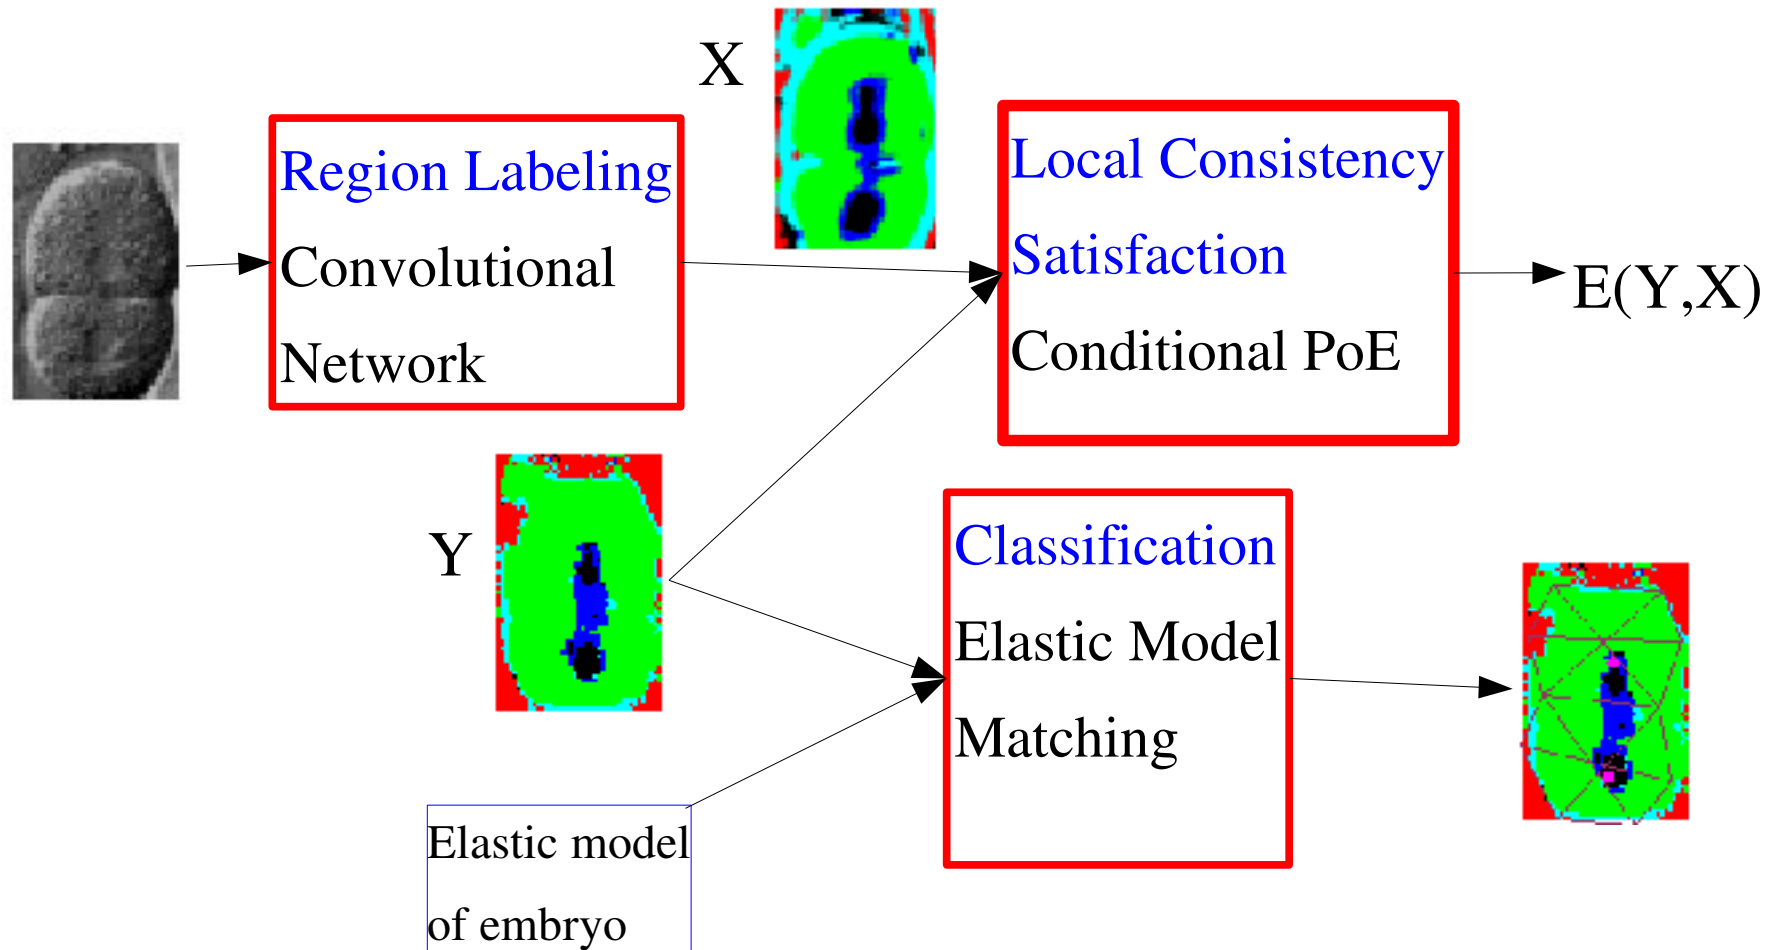 X
Region Labeling
Convolutional
Network
Local Consistency
Satisfaction
Conditional PoE
E(Y,X)
Y
Classification
Elastic Model
Matching
Elastic model
of embryo